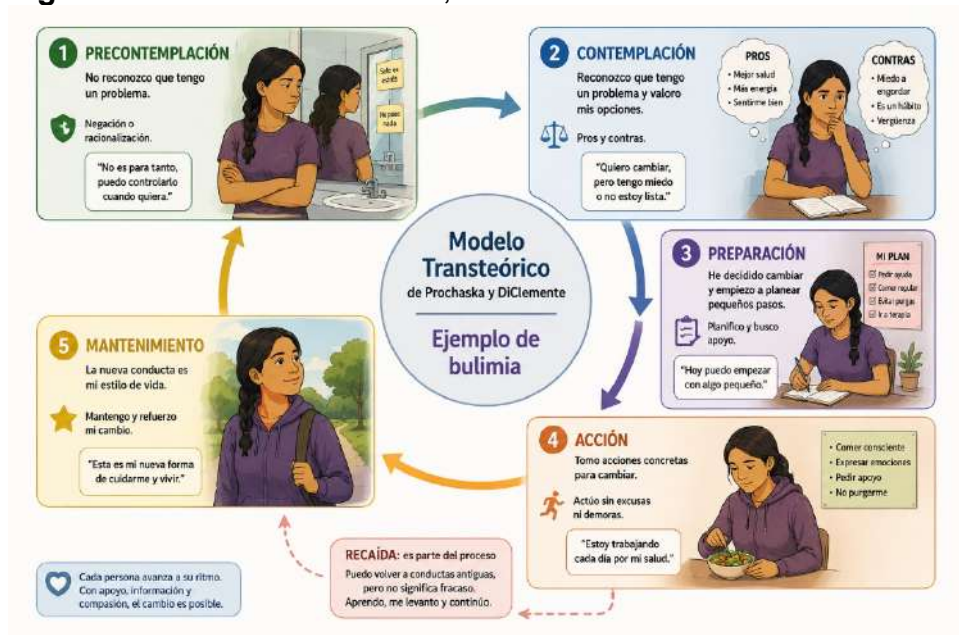 1 PRECONTEMPLACIÓN
No reconozco que tengo
un problema.
Negación o
racionalización.
"No es para tanto,
puedo controlarlo
cuando quiera."
Solo es
No pasa
nada
2 CONTEMPLACIÓN
Reconozco que tengo
un problema y valoro
mis opciones.
Pros y contras.
"Quiero cambiar,
pero tengo miedo
o no estoy lista."
PROS
• Mejor salud
• Más energía
• Sentirme bien
CONTRAS
• Miedo a
engordar
• Es un hábito
• Vergüenza
Modelo
Transteórico
de Prochaska y DiClemente
Ejemplo de
bulimia
3 PREPARACIÓN
He decidido cambiar
y empiezo a planear
pequeños pasos.
Planifico y busco
apoyo.
"Hoy puedo empezar
con algo pequeño."
MI PLAN
Pedir ayuda
Comer regular
Evitar purgas
Ir a terapia
4 ACCIÓN
Tomo acciones concretas
para cambiar.
Actúo sin excusas
ni demoras.
"Estoy trabajando
cada día por mi salud."
• Comer consciente
• Expresar emociones
• Pedir apoyo
• No purgarme
5 MANTENIMIENTO
La nueva conducta es
mi estilo de vida.
Mantengo y refuerzo
mi cambio.
"Esta es mi nueva forma
de cuidarme y vivir."
RECAÍDA: es parte del proceso
Puedo volver a conductas antiguas,
pero no significa fracaso.
Aprendo, me levanto y continúo.
Cada persona avanza a su ritmo.
Con apoyo, información y
compasión, el cambio es posible.